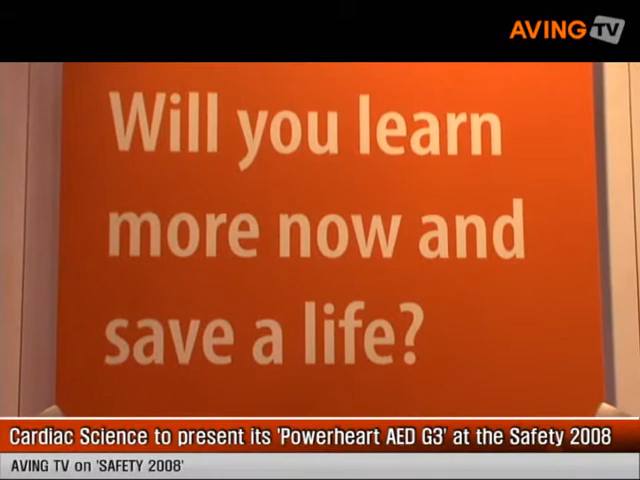 AVING TV
Will you learn
more now and
save a life?
Cardiac Science to present its 'Powerheart AED G3' at the Safety 2008
AVING TV on 'SAFETY 2008'